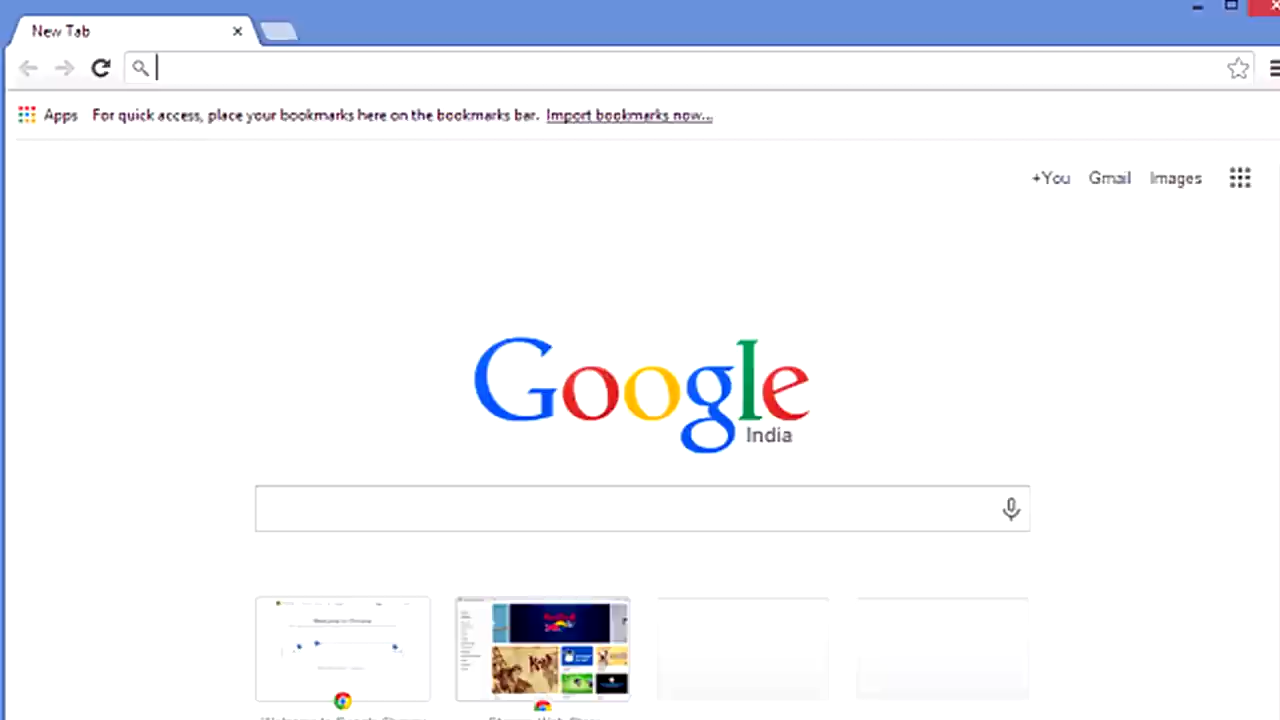 New Tab
Apps For quick access, place your bookmarks here on the bookmarks bar. Import bookmarks now...
+You Gmail Images
Google
India